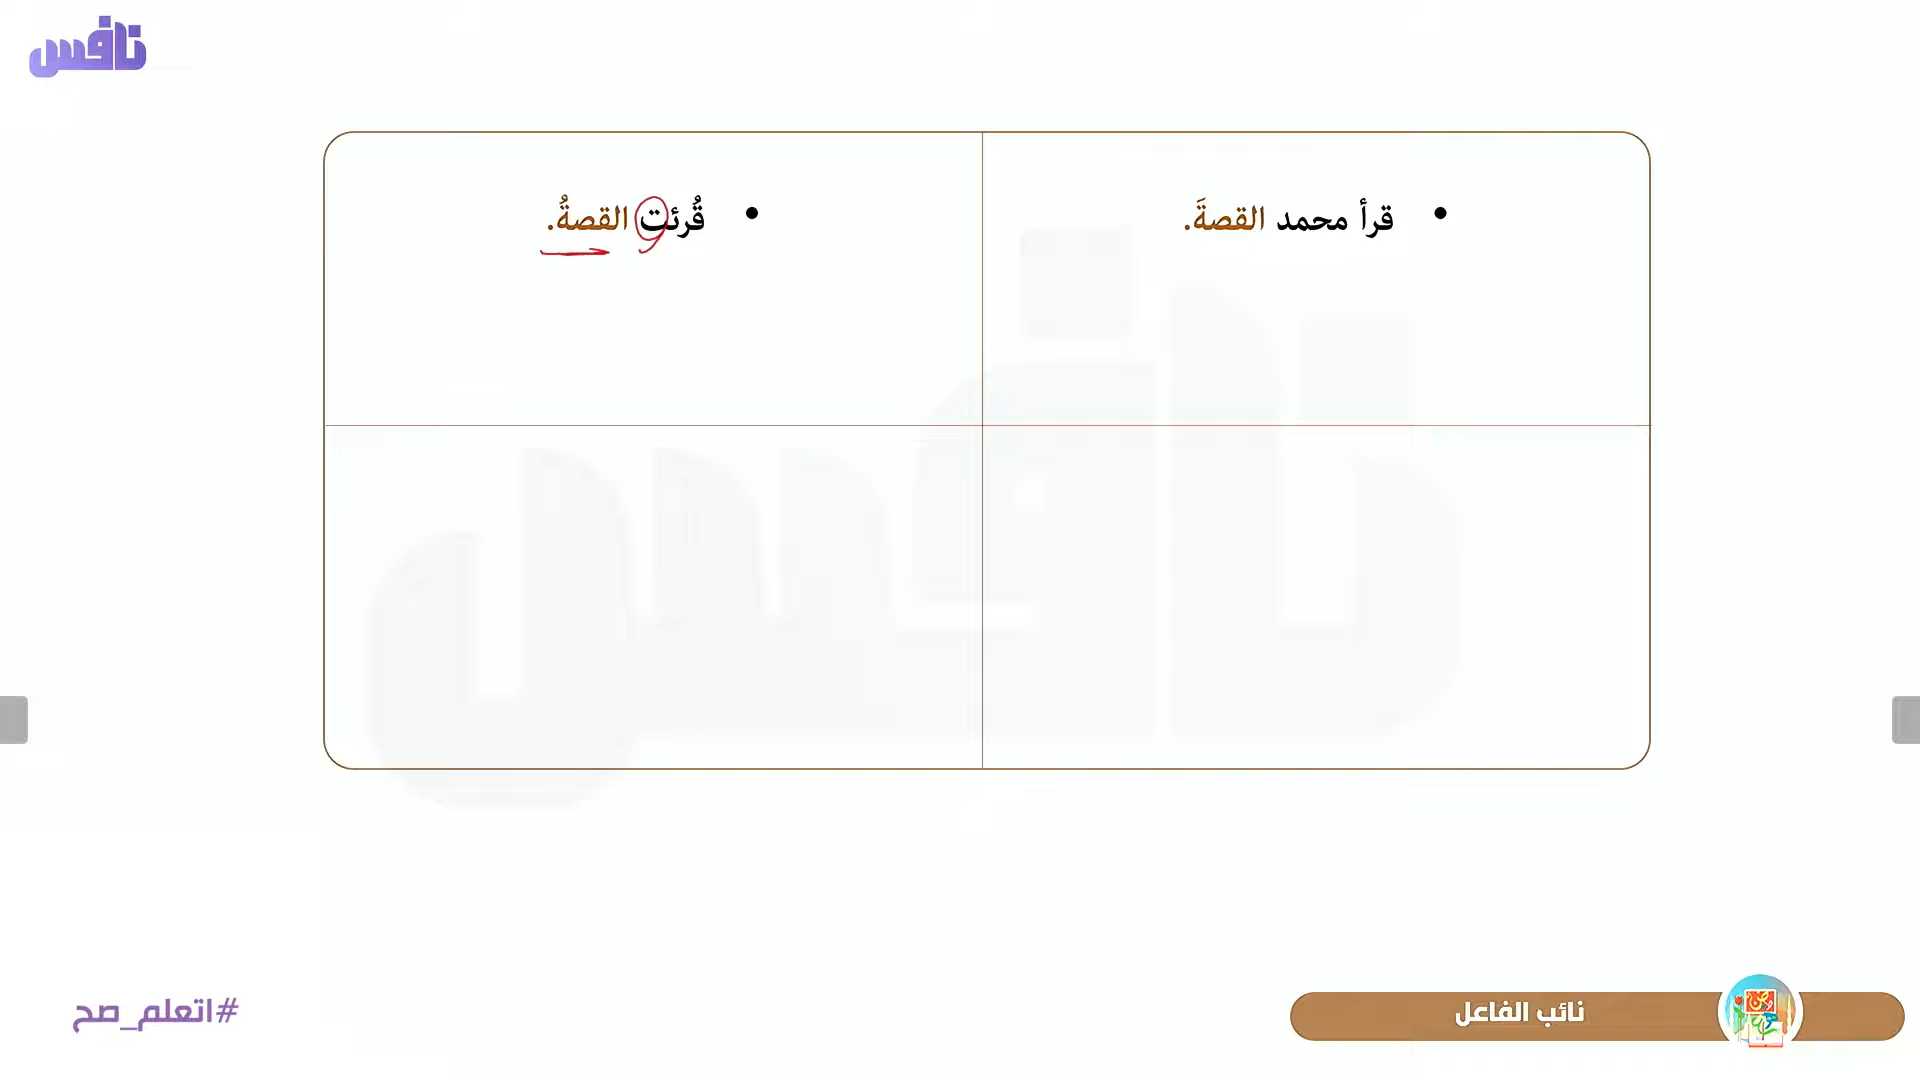 نافس
• قرأ محمد القصةَ.
• قُرئت القصةُ.
نائب الفاعل
#اتعلم_صح